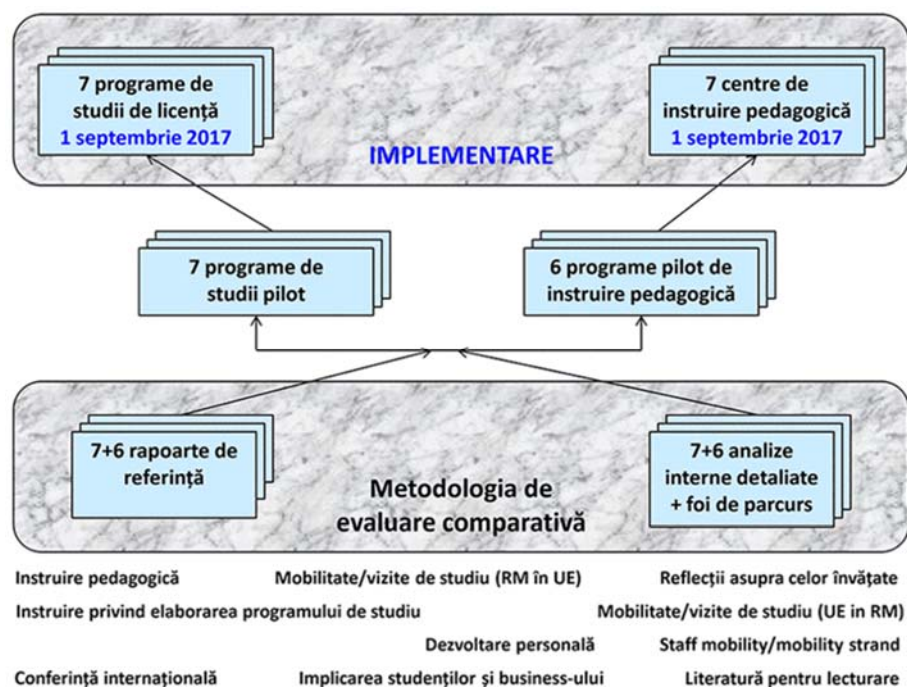 7 programe de
studii de licență
1 septembrie 2017
7 centre de
instruire pedagogică
1 septembrie 2017
IMPLEMENTARE
7 programe de
studii pilot
6 programe pilot de
instruire pedagogică
7+6 rapoarte de
referință
7+6 analize
interne detaliate
+ foi de parcurs
Metodologia de
evaluare comparativă
Instruire pedagogică
Mobilitate/vizite de studiu (RM în UE)
Reflecții asupra celor învățate
Instruire privind elaborarea programului de studiu
Mobilitate/vizite de studiu (UE in RM)
Dezvoltare personală
Staff mobility/mobility strand
Conferință internațională
Implicarea studenților și business-ului
Literatură pentru lecturare